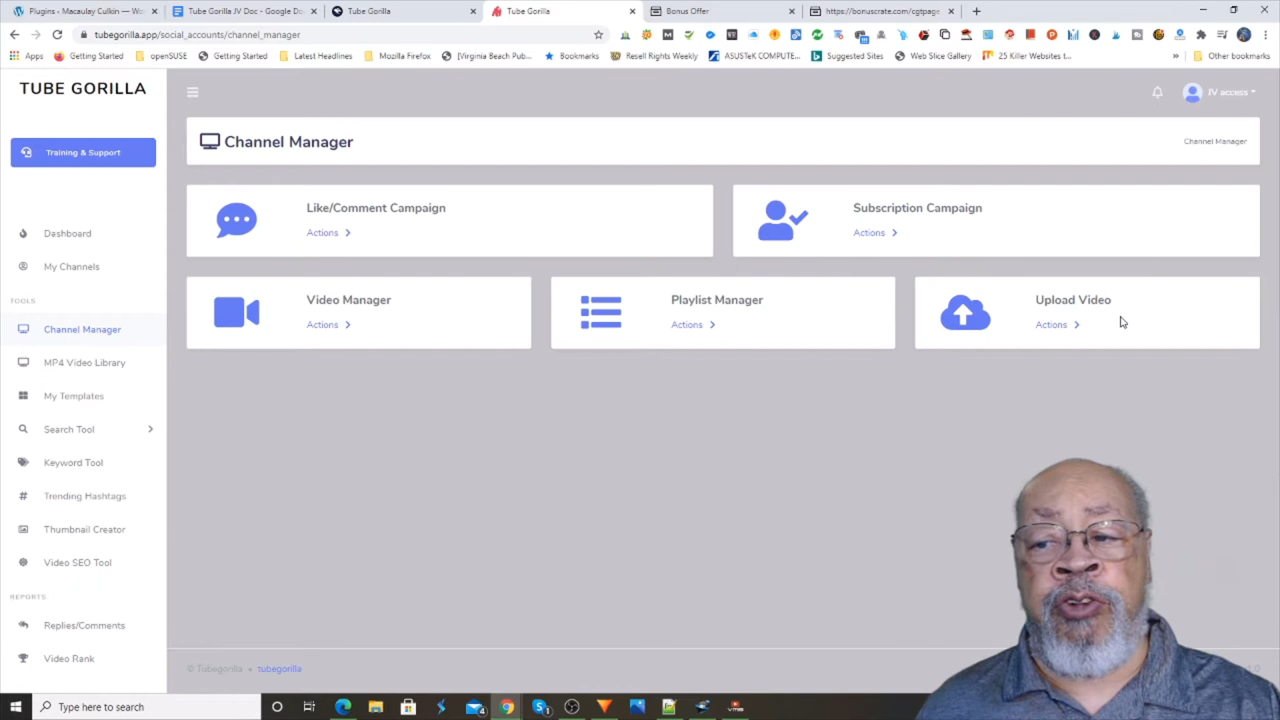 Plugins ‹ Macaulay Culkin — Wo
Tube Gorilla JV Doc - Google Do
Tube Gorilla
Tube Gorilla
Bonus Offer
https://bonuscrate.com/cgtpage
tubegorilla.app/social_accounts/channel_manager
Apps
Getting Started
openSUSE
Getting Started
Latest Headlines
Mozilla Firefox
[Virginia Beach Pub...
Bookmarks
Resell Rights Weekly
ASUSTeK COMPUTE...
Suggested Sites
Web Slice Gallery
25 Killer Websites t...
»
Other bookmarks
TUBE GORILLA
JV access
Training & Support
Channel Manager
Channel Manager
Like/Comment Campaign
Actions >
Subscription Campaign
Actions >
Video Manager
Actions >
Playlist Manager
Actions >
Upload Video
Actions >
Dashboard
My Channels
TOOLS
Channel Manager
MP4 Video Library
My Templates
Search Tool
Keyword Tool
Trending Hashtags
Thumbnail Creator
Video SEO Tool
REPORTS
Replies/Comments
Video Rank
© Tubegorilla • tubegorilla
Type here to search